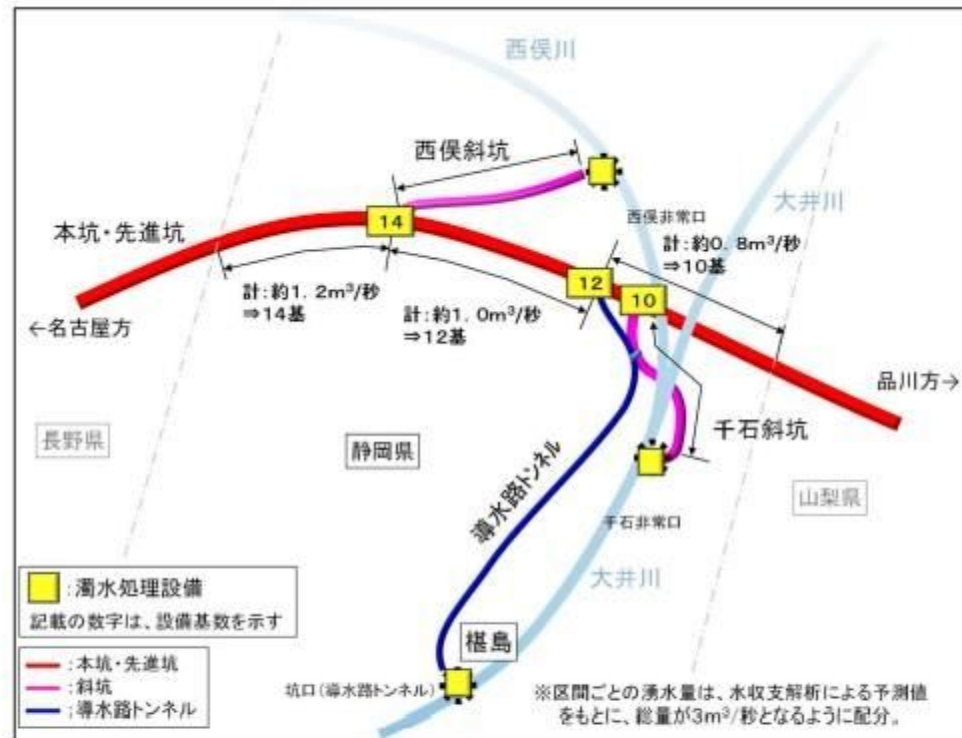 西俣川
西俣斜坑
大井川
14
本坑・先進坑
西俣非常口
計:約0.8m³/秒
⇒10基
12
10
計:約1.2m³/秒
⇒14基
計:約1.0m³/秒
⇒12基
←名古屋方
品川方→
千石斜坑
長野県
静岡県
導水路トンネル
山梨県
千石非常口
大井川
:濁水処理設備
記載の数字は、設備基数を示す
椹島
:本坑・先進坑
:斜坑
:導水路トンネル
坑口(導水路トンネル)
※区間ごとの湧水量は、水収支解析による予測値
をもとに、総量が3m³/秒となるように配分。